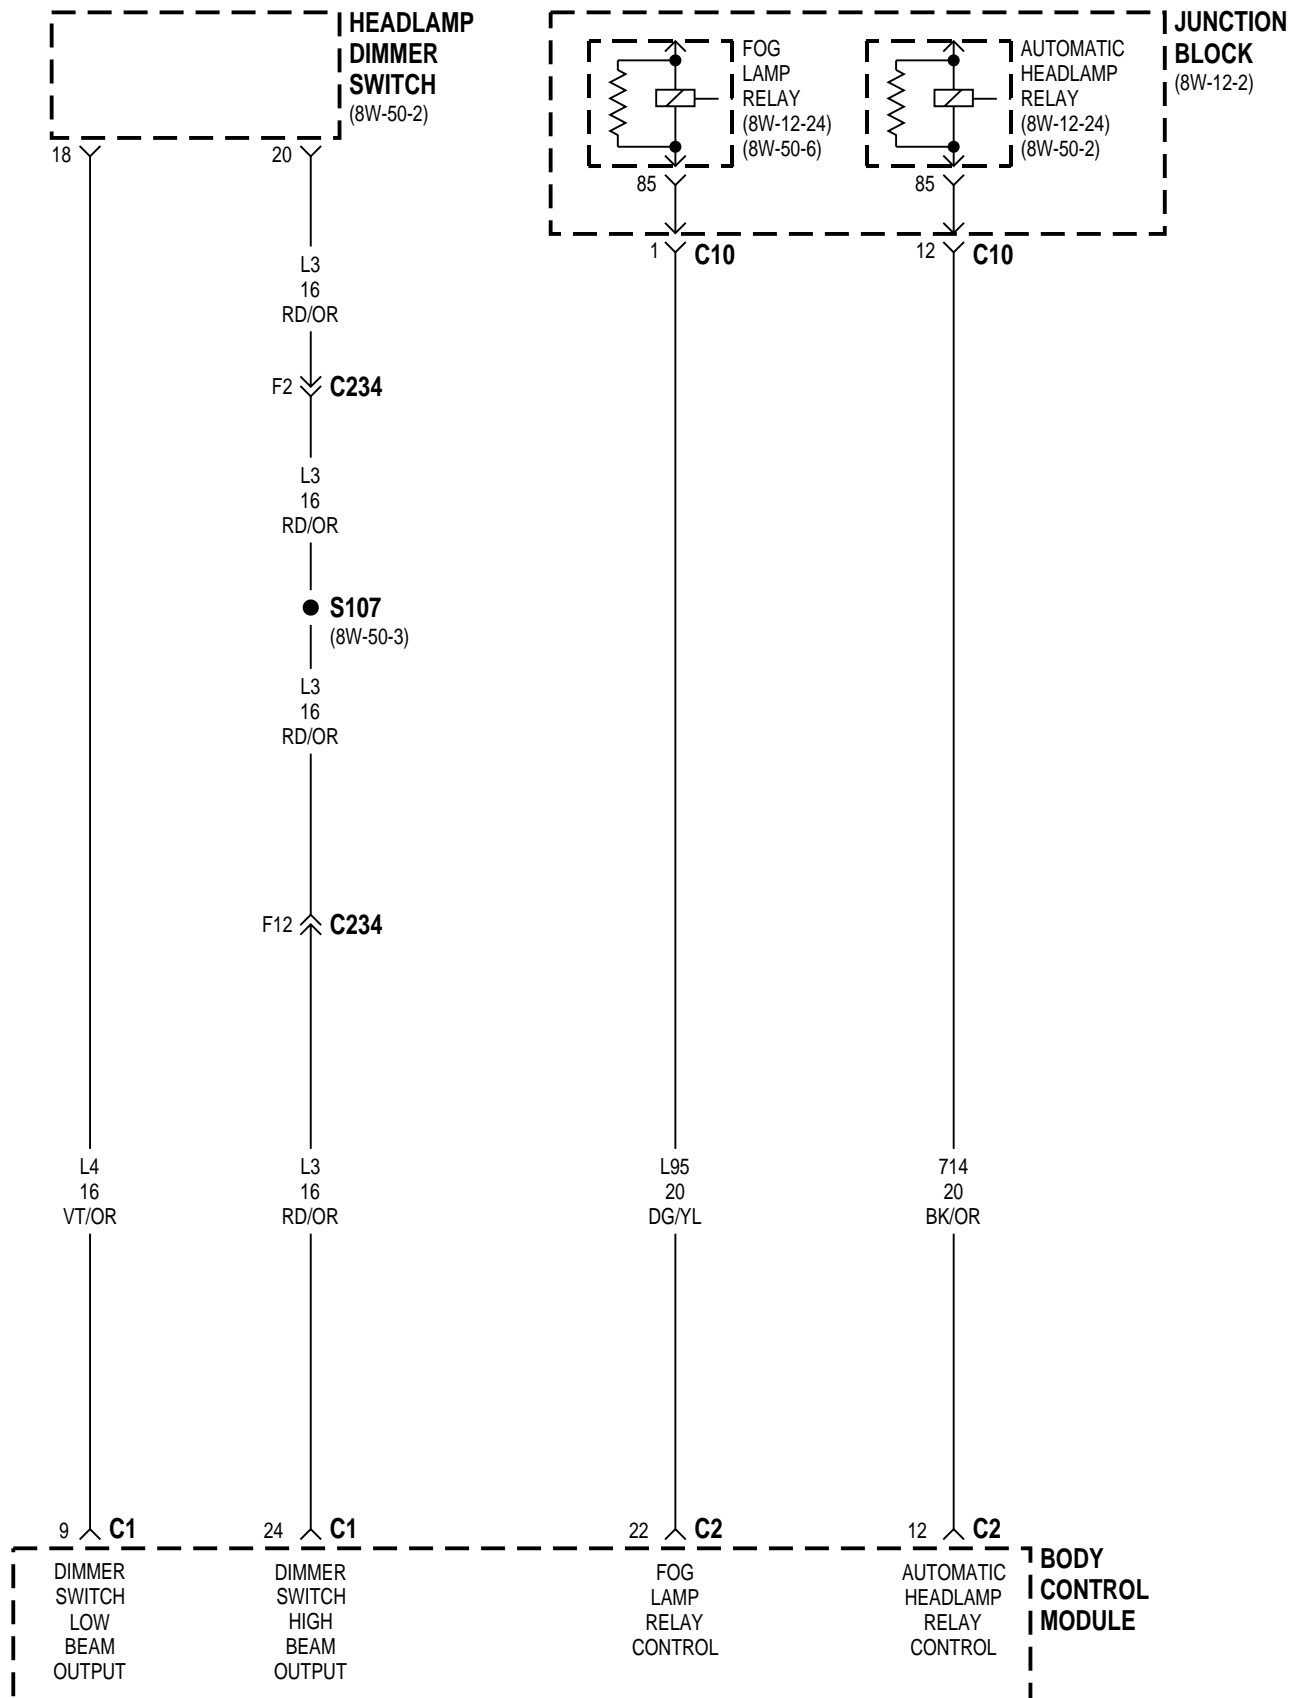 HEADLAMP
DIMMER
SWITCH
(8W-50-2)
JUNCTION
BLOCK
(8W-12-2)
FOG
LAMP
RELAY
(8W-12-24)
(8W-50-6)
AUTOMATIC
HEADLAMP
RELAY
(8W-12-24)
(8W-50-2)
18
20
85
85
1 C10
12 C10
L3
16
RD/OR
F2 C234
L3
16
RD/OR
S107
(8W-50-3)
L3
16
RD/OR
F12 C234
L4
16
VT/OR
L3
16
RD/OR
L95
20
DG/YL
714
20
BK/OR
9 C1
24 C1
22 C2
12 C2
DIMMER
SWITCH
LOW
BEAM
OUTPUT
DIMMER
SWITCH
HIGH
BEAM
OUTPUT
FOG
LAMP
RELAY
CONTROL
AUTOMATIC
HEADLAMP
RELAY
CONTROL
BODY
CONTROL
MODULE